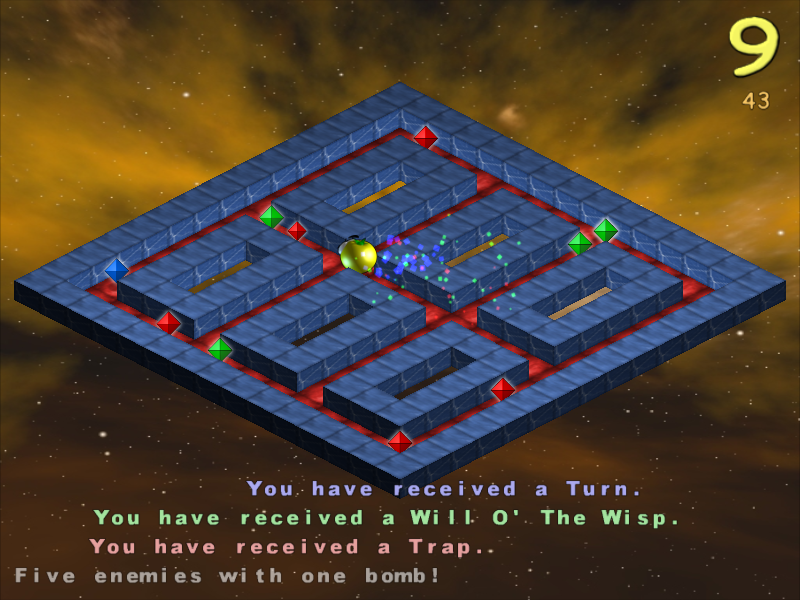 9
43
You have received a Turn.
You have received a Will O' The Wisp.
You have received a Trap..
Five enemies with one bomb!